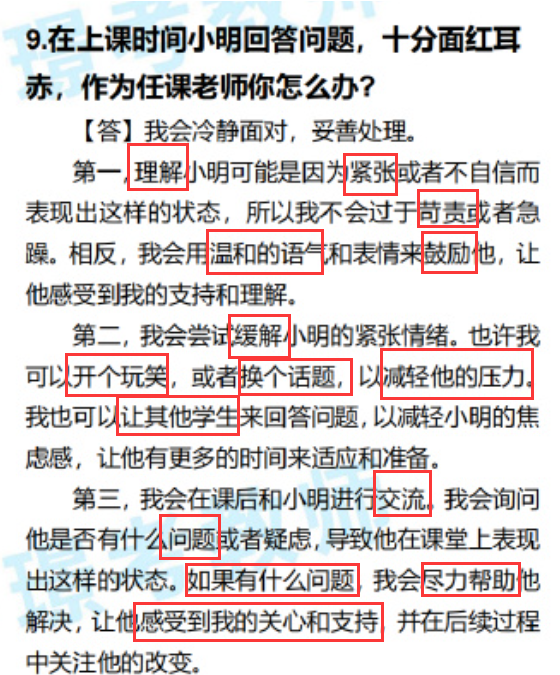 9.在上课时间小明回答问题，十分面红耳
赤，作为任课老师你怎么办?
【答】我会冷静面对，妥善处理。
第一,理解小明可能是因为紧张或者不自信而
表现出这样的状态，所以我不会过于苛责或者急
躁。相反，我会用温和的语气和表情来鼓励他，让
他感受到我的支持和理解。
第二，我会尝试缓解小明的紧张情绪。也许我
可以开个玩笑，或者换个话题，以减轻他的压力。
我也可以让其他学生来回答问题，以减轻小明的焦
虑感，让他有更多的时间来适应和准备。
第三，我会在课后和小明进行交流。我会询问
他是否有什么问题或者疑虑,导致他在课堂上表现
出这样的状态。如果有什么问题，我会尽力帮助他
解决，让他感受到我的关心和支持，并在后续过程
中关注他的改变。